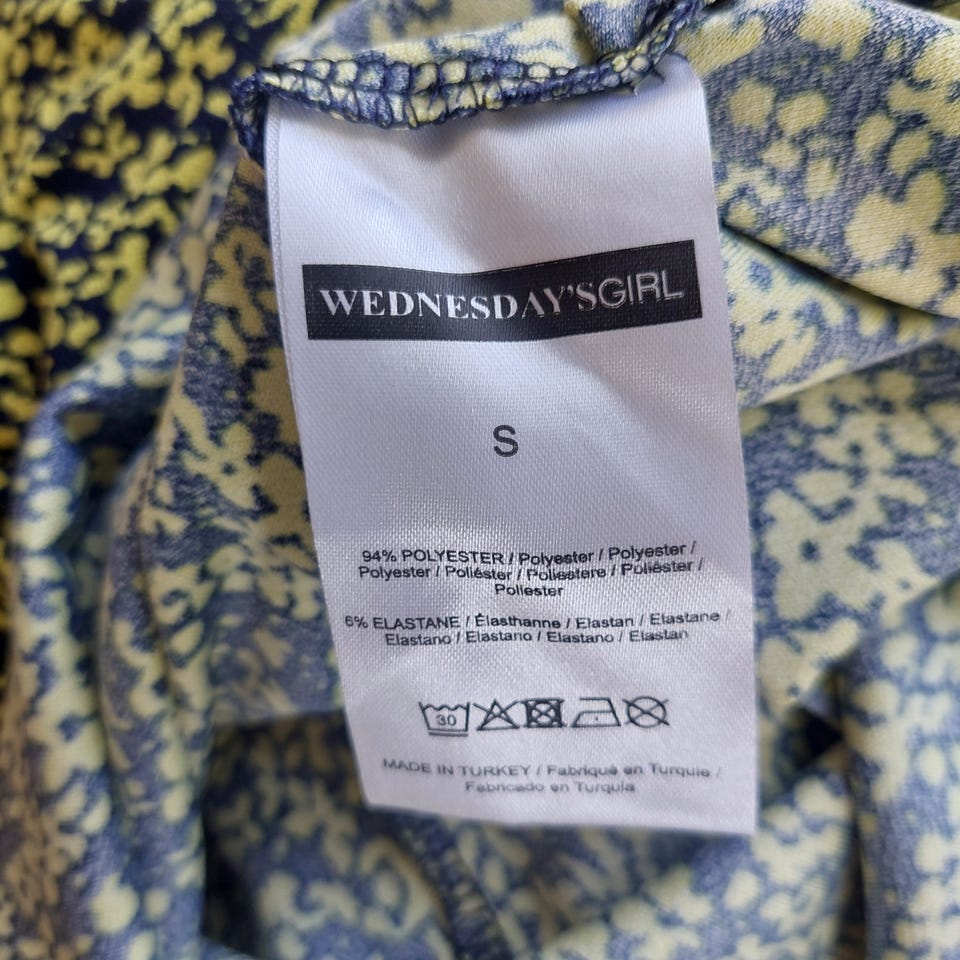 WEDNESDAY'SGIRL
S
94% POLYESTER / Polyester / Polyester /
Polyester / Poliéster / Poliestere / Poliéster /
Poliester
6% ELASTANE / Élasthanne / Elastan / Elastane /
Elastano / Elastano / Elastano / Elastan
30
MADE IN TURKEY / Fabriqué en Turquie /
Fabricado en Turquía